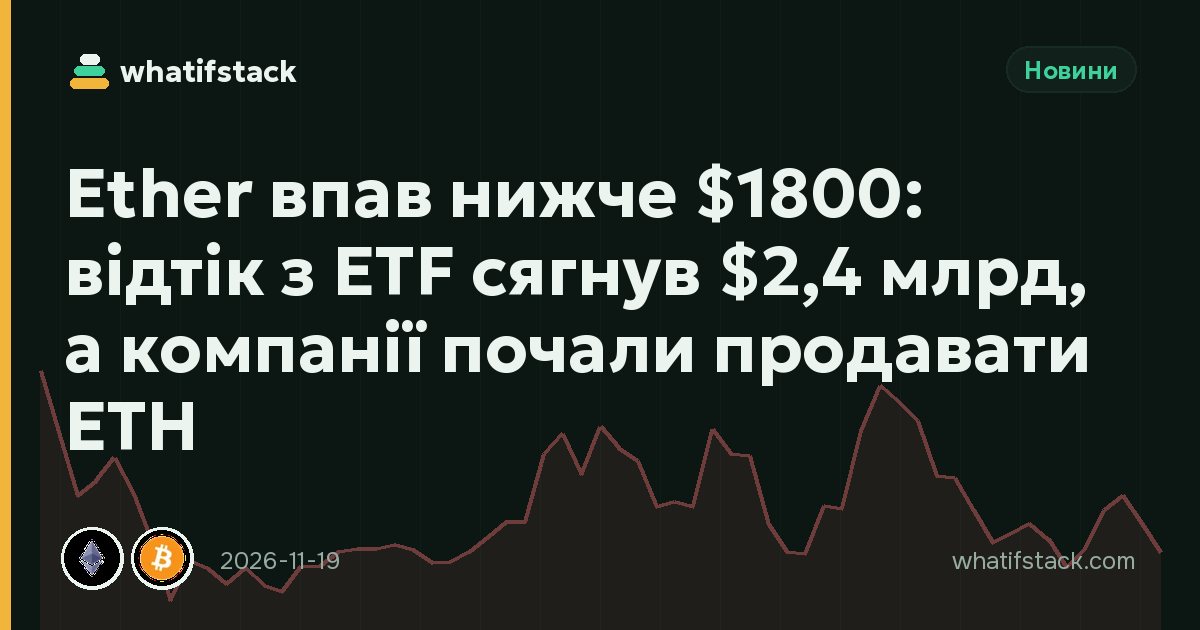 whatifstack
Новини
Ether впав нижче $1800:
відтік з ETF сягнув $2,4 млрд,
а компанії почали продавати
ETH
2026-11-19
whatifstack.com